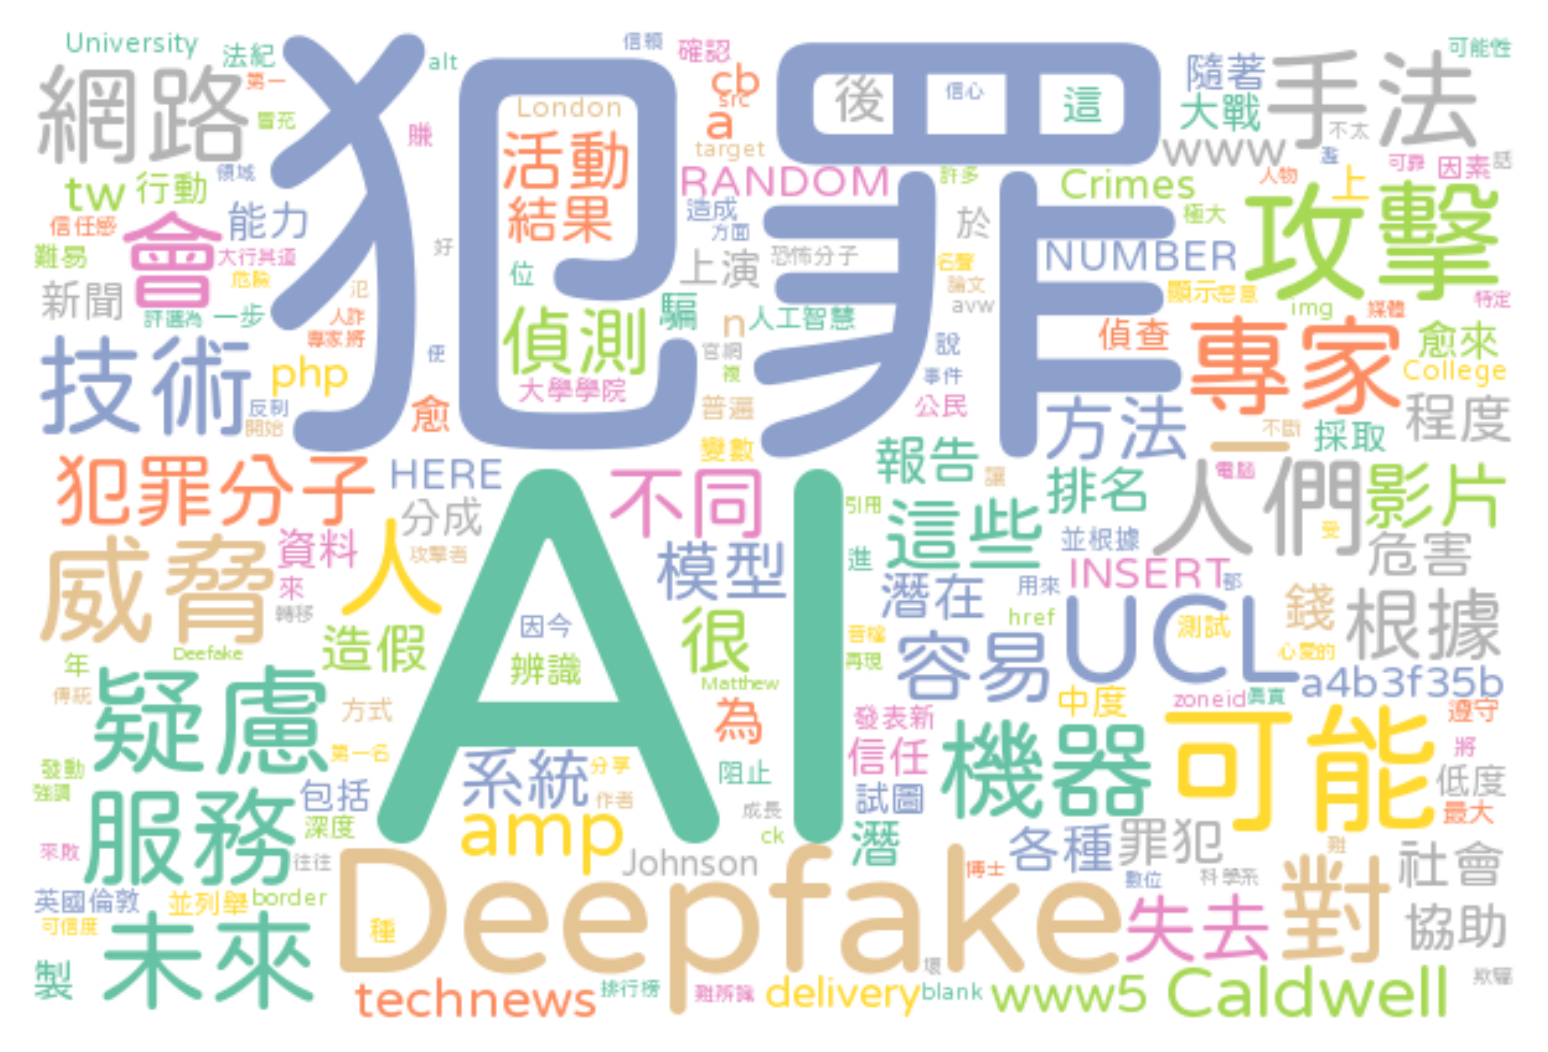 University
法紀
第一
alt
信賴
確認
cb
src
a
target
RANDOM
後
信心
這
隨著
大戰
手法
可能性
不太
www
濫
可靠
因素
話
網路
冒充
賺
London
活動
結果
犯罪
許多
Crimes
人物
上
tw
行動
領域
信任感
會
能力
難易
大行其道
危險
新聞
評選為
一步
氾
人詐
專家將
好
位
造成
方面
於
極大
攻擊
上演
恐怖分子
NUMBER
名聲
論文
顯示
惡意
avw
img
媒體
特定
偵測
騙
n
人工智慧
官網
複
說
偵查
專家
愈來
技術
php
便
反制
開始
大學學院
事件
公民
College
愈
普遍
變數
方法
一
不斷
採取
程度
犯罪分子
HERE
不同
報告
讓
排名
電腦
人們
影片
分成
AI
引用
這些
並根據
受
危害
威脅
資料
人
攻擊者
來
轉移
模型
進
潛在
用來
INSERT
都
造假
Deefake
因今
辨識
很
Matthew
音檔
再現
容易
href
UCL
測試
錢
心愛的
根據
年
傳統
疑慮
方式
第一名
為
發表新
中度
zoneid
真實
a4b3f35b
遵守
發動
強調
包括
系統
分享
作者
阻止
信任
機器
可能
將
低度
最大
服務
深度
amp
成長
ck
試圖
潛
各種
罪犯
難
社會
來敗
往往
Johnson
博士
數位
科學系
英國倫敦
並列舉
border
可信度
種
Deepfake
失去
對
協助
製
未來
technews
排行榜
難辨識
delivery
壞
blank
www5
Caldwell
欺騙